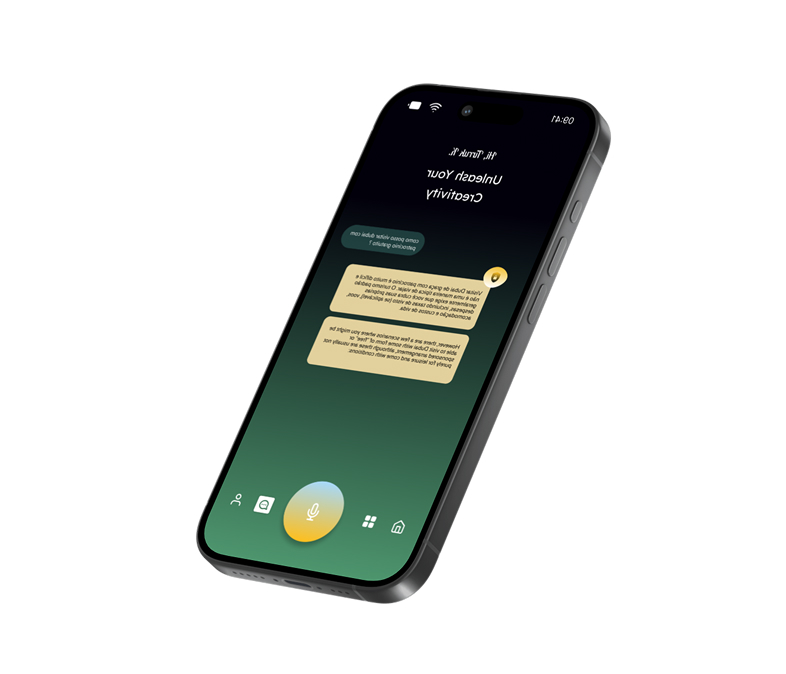 09:41
Hi,
Unleash Your
Creativity
como posso visitar dubai com
patrocinio gratuito ?
Visitar Dubai de graça com patrocínio é muito difícil e
não é uma maneira típica de viajar. O turismo padrão
geralmente exige que você cubra suas próprias
despesas, incluindo taxas de visto (se aplicável), voos,
acomodação e custos de vida.
However, there are a few scenarios where you might be
able to visit Dubai with some form of "free" or
sponsored arrangement, although these are usually not
purely for leisure and come with conditions: